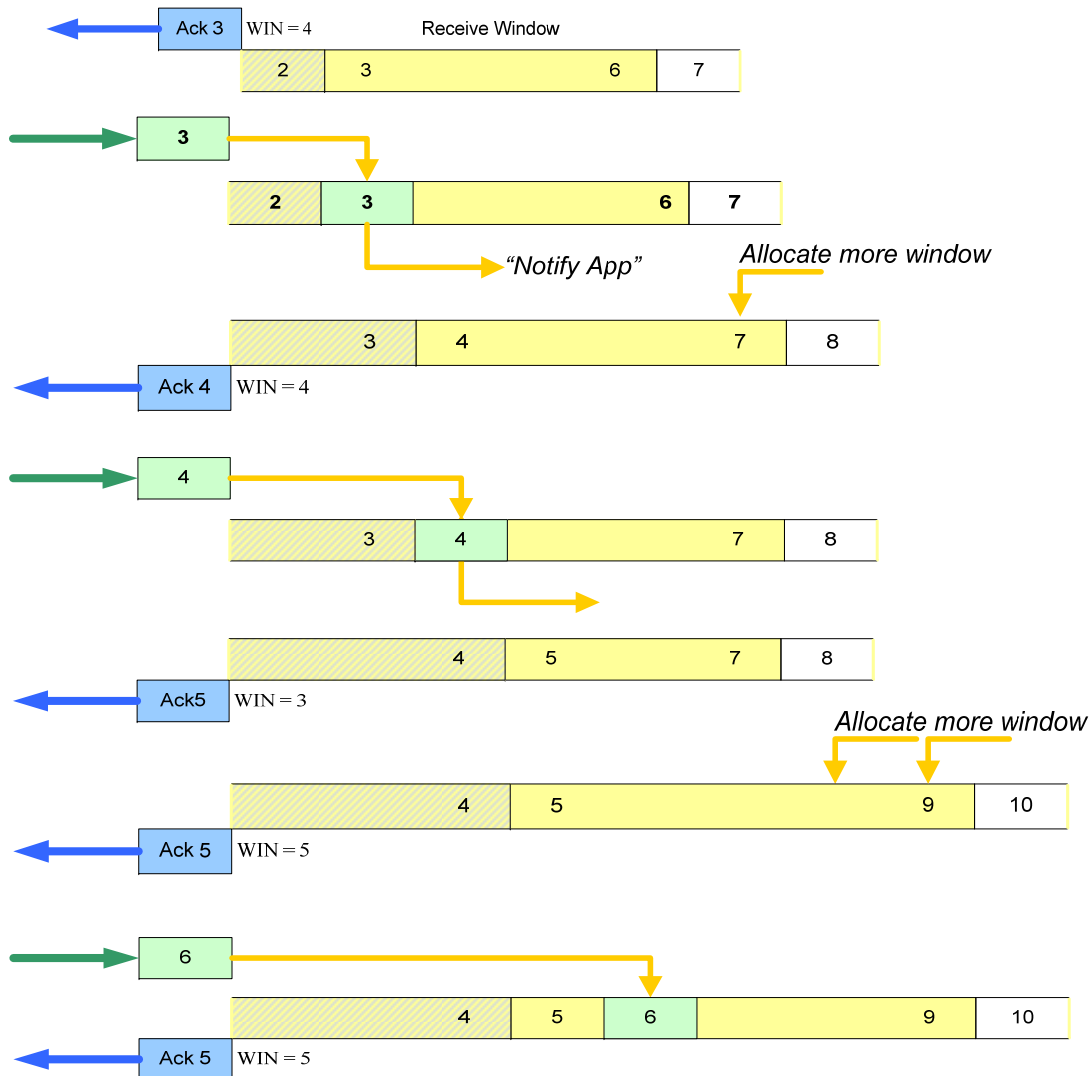 Ack 3 WIN = 4 Receive Window
2 3 6 7
3
2 3 6 7
“Notify App”
Allocate more window
3 4 7 8
Ack 4 WIN = 4
4
3 4 7 8
4 5 7 8
Ack5 WIN = 3
Allocate more window
4 5 9 10
Ack 5 WIN = 5
6
4 5 6 9 10
Ack 5 WIN = 5